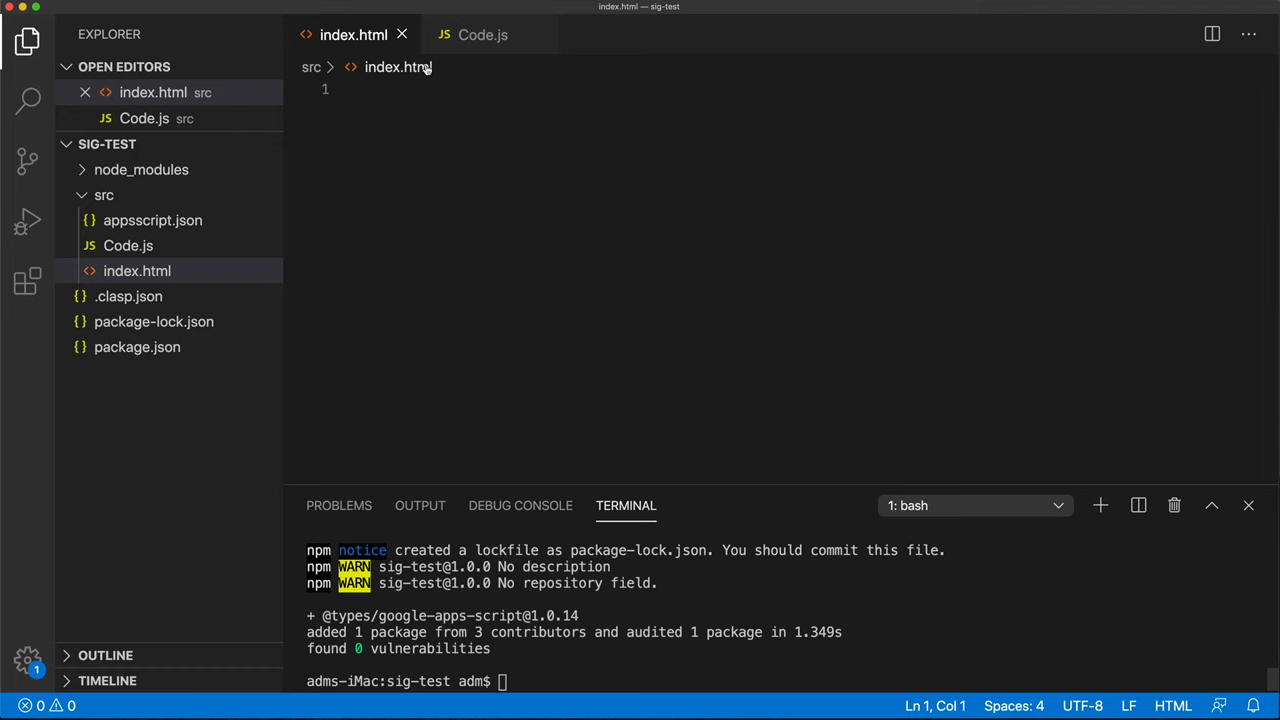 index.html — sig-test
EXPLORER
OPEN EDITORS
index.html src
JS Code.js src
SIG-TEST
node_modules
src
{} appsscript.json
JS Code.js
<> index.html
{} .clasp.json
{} package-lock.json
{} package.json
OUTLINE
TIMELINE
<> index.html
JS Code.js
src > <> index.html
1
PROBLEMS OUTPUT DEBUG CONSOLE TERMINAL
1: bash
npm notice created a lockfile as package-lock.json. You should commit this file.
npm WARN sig-test@1.0.0 No description
npm WARN sig-test@1.0.0 No repository field.
+ @types/google-apps-script@1.0.14
added 1 package from 3 contributors and audited 1 package in 1.349s
found 0 vulnerabilities
adms-iMac:sig-test adm$
1
0 0
Ln 1, Col 1 Spaces: 4 UTF-8 LF HTML